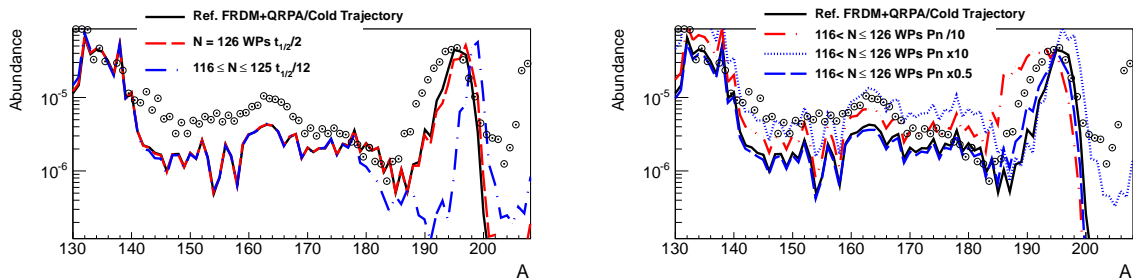 Ref. FRDM+QRPA/Cold Trajectory
N = 126 WPs t1/2/2
116 ≤ N ≤ 125 t1/2/12
Abundance
10-5
10-6
130 140 150 160 170 180 190 200
A
Ref. FRDM+QRPA/Cold Trajectory
116< N ≤ 126 WPs Pn /10
116< N ≤ 126 WPs Pn x10
116< N ≤ 126 WPs Pn x0.5
Abundance
10-5
10-6
130 140 150 160 170 180 190 200
A